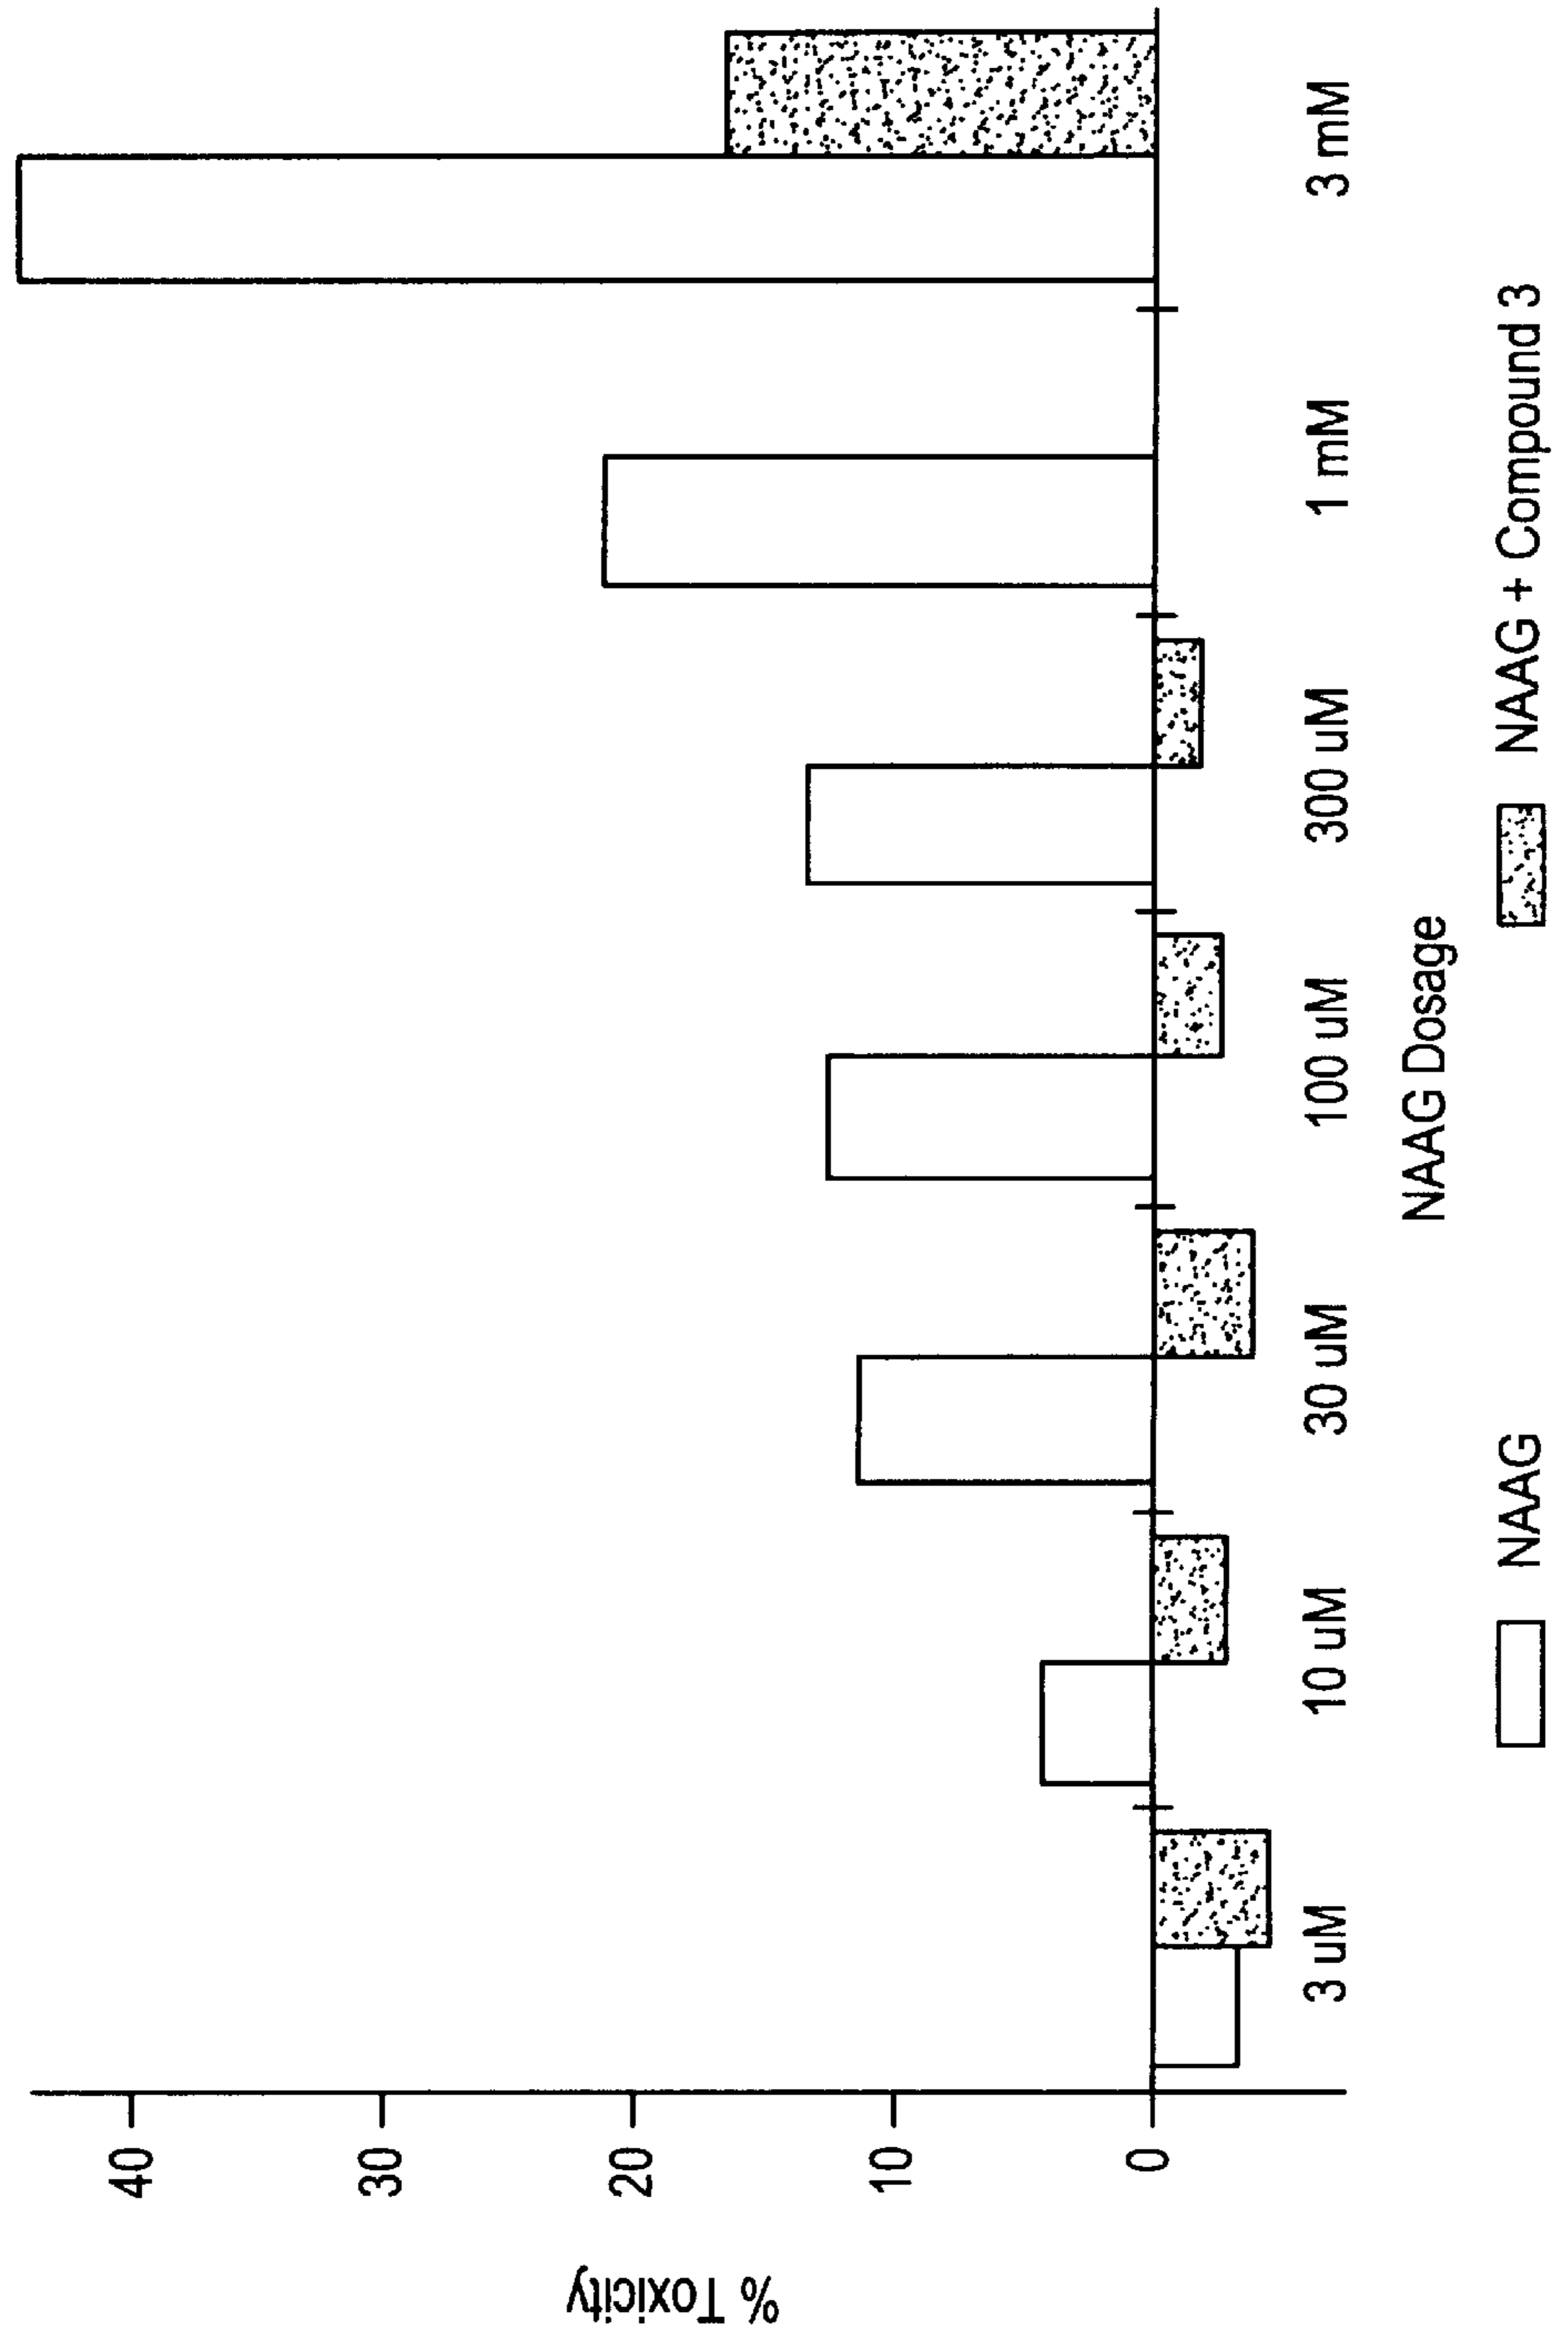 % Toxicity
40
30
20
10
0
3 uM 10 uM 30 uM 100 uM 300 uM 1 mM 3 mM
NAAG Dosage
NAAG NAAG + Compound 3